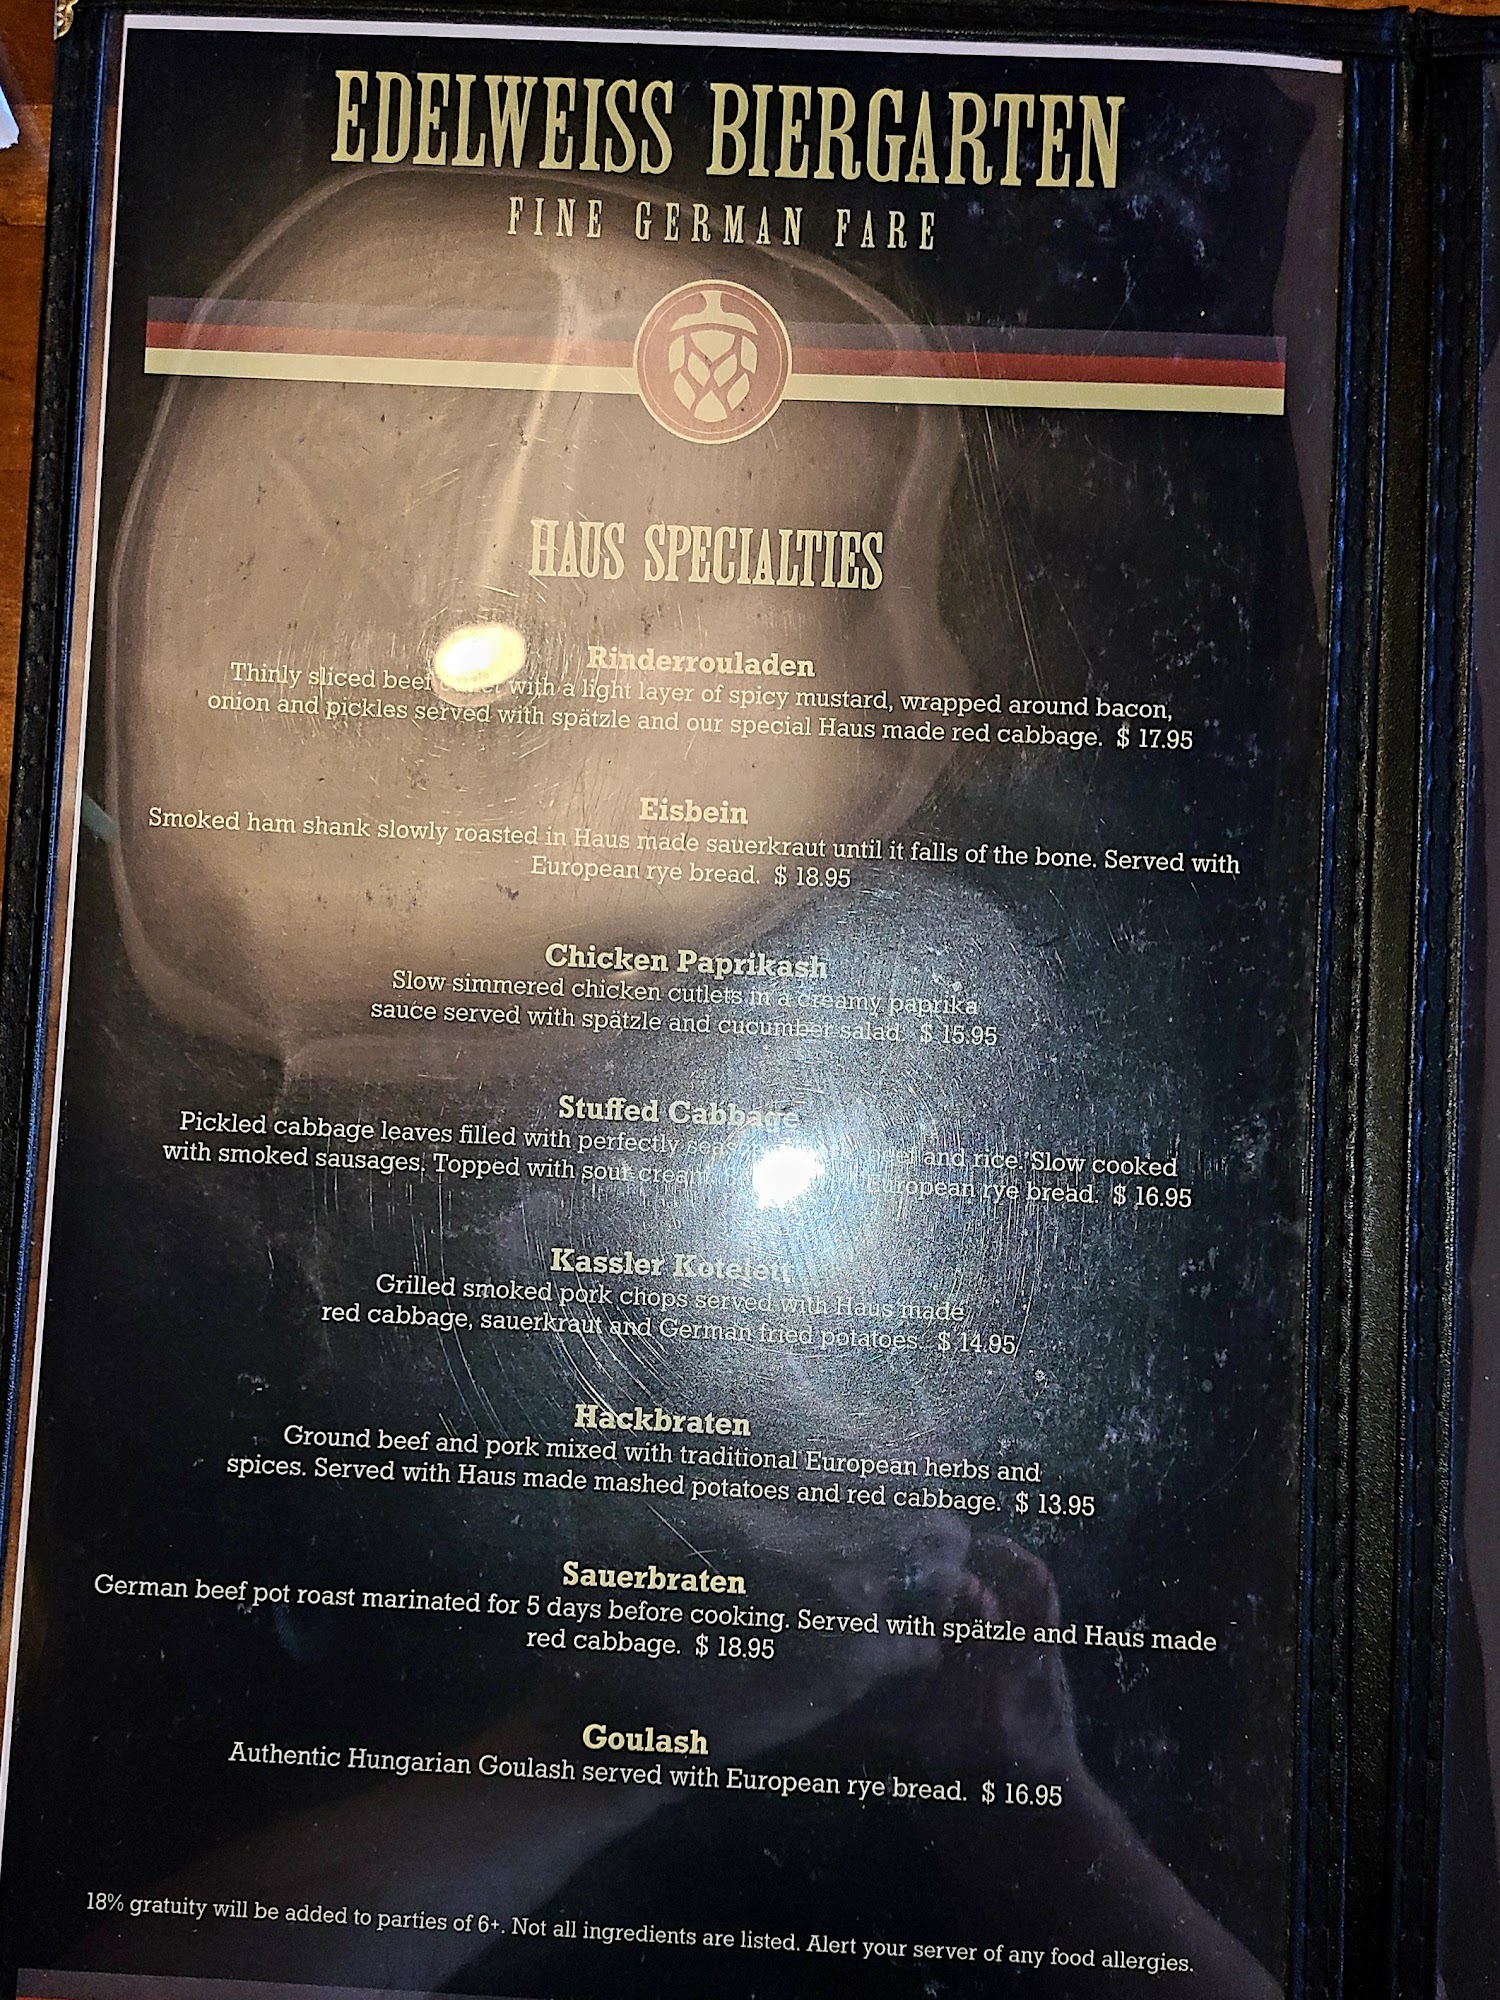 EDELWEISS BIERGARTEN
FINE GERMAN FARE
HAUS SPECIALTIES
Rinderrouladen
Thinly sliced beef with a light layer of spicy mustard, wrapped around bacon,
onion and pickles served with spätzle and our special Haus made red cabbage. $ 17.95
Eisbein
Smoked ham shank slowly roasted in Haus made sauerkraut until it falls of the bone. Served with
European rye bread. $ 18.95
Chicken Paprikash
Slow simmered chicken cutlets in a creamy paprika
sauce served with spätzle and cucumber salad. $ 15.95
Stuffed Cabbage
Pickled cabbage leaves filled with perfectly beef and rice. Slow cooked
with smoked sausages. Topped with sour cream European rye bread. $ 16.95
Kassler Kotelett
Grilled smoked pork chops served with Haus made
red cabbage, sauerkraut and German fried potatoes. $ 14.95
Hackbraten
Ground beef and pork mixed with traditional European herbs and
spices. Served with Haus made mashed potatoes and red cabbage. $ 13.95
Sauerbraten
German beef pot roast marinated for 5 days before cooking. Served with spätzle and Haus made
red cabbage. $ 18.95
Goulash
Authentic Hungarian Goulash served with European rye bread. $ 16.95
18% gratuity will be added to parties of 6+. Not all ingredients are listed. Alert your server of any food allergies.